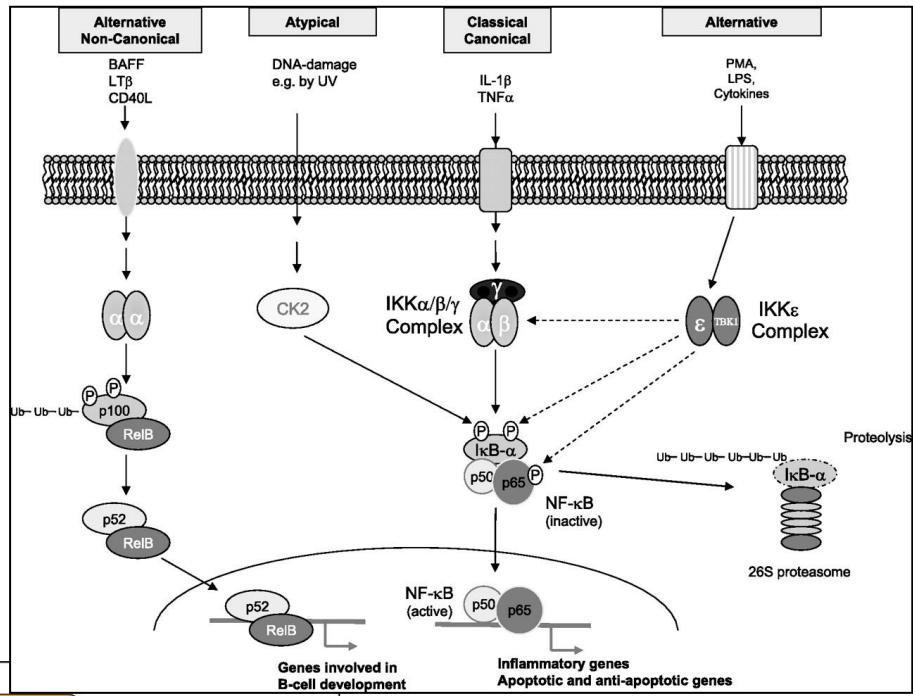 Alternative
Non-Canonical
Atypical
Classical
Canonical
Alternative
BAFF
LTβ
CD40L
DNA-damage
e.g. by UV
IL-1β
TNFα
PMA,
LPS,
Cytokines
α α
CK2
IKKα/β/γ
Complex
γ
α β
ε TBK1
IKKε
Complex
P P
Ub– Ub– Ub–
p100
RelB
P P
IκB-α
p50 p65 P
NF-κB
(inactive)
Proteolysis
Ub– Ub– Ub– Ub– Ub– Ub
IκB-α
26S proteasome
p52
RelB
p52
RelB
NF-κB
(active)
p50 p65
Genes involved in
B-cell development
Inflammatory genes
Apoptotic and anti-apoptotic genes